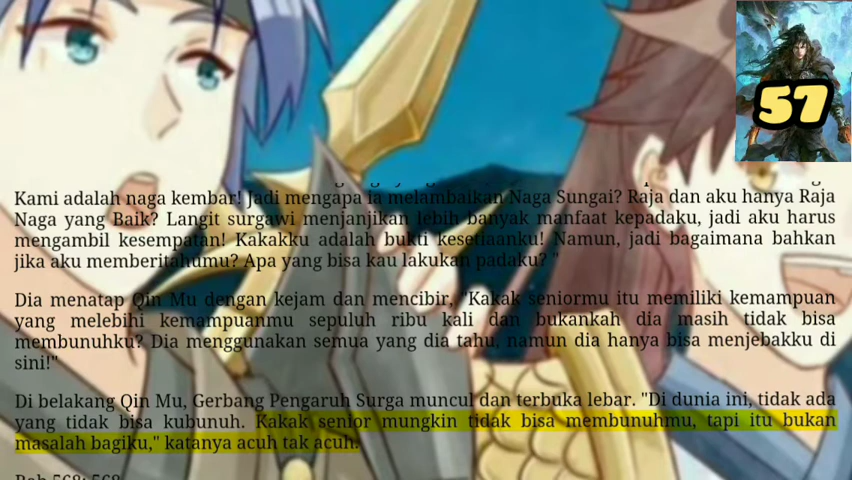 57
Kami adalah naga kembar! Jadi mengapa Ia melambaikan Naga Sungai? Raja dan aku hanya Raja
Naga yang Baik? Langit surgawi menjanjikan lebih banyak manfaat kepadaku, jadi aku harus
mengambil kesempatan! Kakakku adalah bukti kesetiaanku! Namun, jadi bagaimana bahkan
jika aku memberitahumu? Apa yang bisa kau lakukan padaku? "
Dia menatap Qin Mu dengan kejam dan mencibir, "Kakak seniormu itu memiliki kemampuan
yang melebihi kemampuanmu sepuluh ribu kali dan bukankah dia masih tidak bisa
membunuhku? Dia menggunakan semua yang dia tahu, namun dia hanya bisa menjebakku di
sini!"
Di belakang Qin Mu, Gerbang Pengaruh Surga muncul dan terbuka lebar. "Di dunia ini, tidak ada
yang tidak bisa kubunuh. Kakak senior mungkin tidak bisa membunuhmu, tapi itu bukan
masalah bagiku," katanya acuh tak acuh.
Bab 568: 568